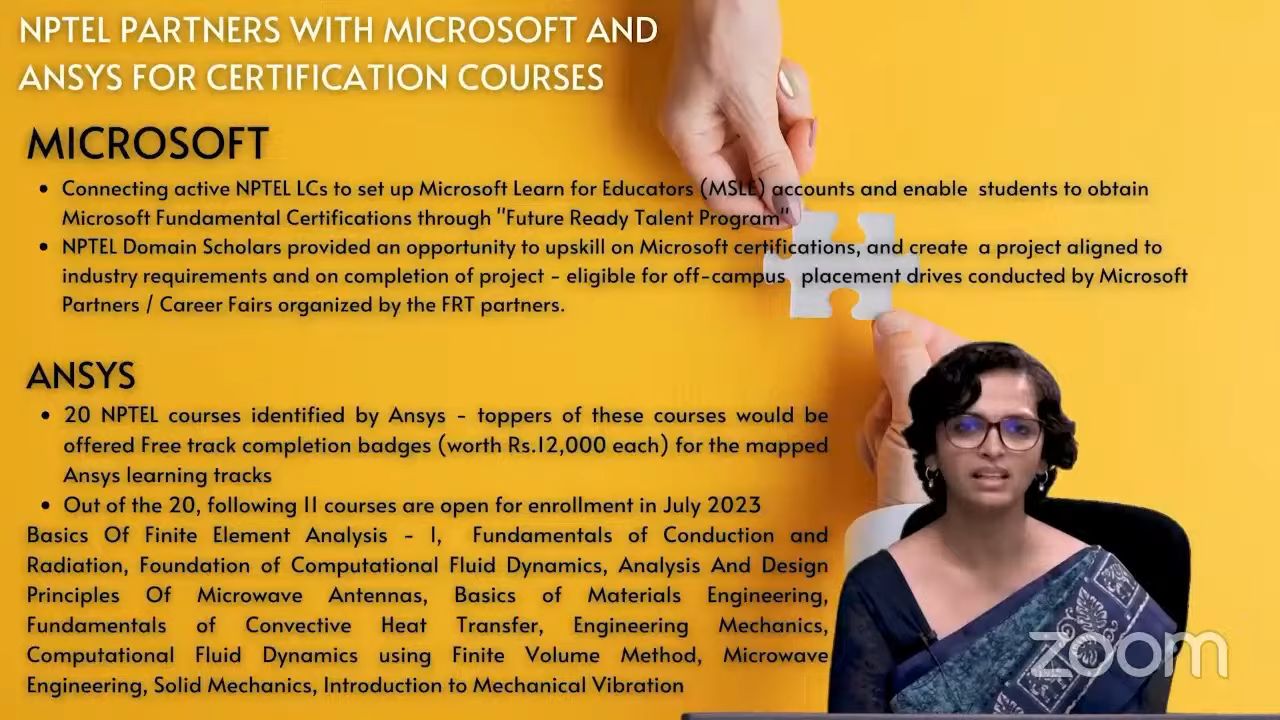 NPTEL PARTNERS WITH MICROSOFT AND
ANSYS FOR CERTIFICATION COURSES
MICROSOFT
• Connecting active NPTEL LCs to set up Microsoft Learn for Educators (MSLE) accounts and enable students to obtain
Microsoft Fundamental Certifications through "Future Ready Talent Program"
• NPTEL Domain Scholars provided an opportunity to upskill on Microsoft certifications, and create a project aligned to
industry requirements and on completion of project - eligible for off-campus placement drives conducted by Microsoft
Partners / Career Fairs organized by the FRT partners.
ANSYS
• 20 NPTEL courses identified by Ansys - toppers of these courses would be
offered Free track completion badges (worth Rs.12,000 each) for the mapped
Ansys learning tracks
• Out of the 20, following 11 courses are open for enrollment in July 2023
Basics Of Finite Element Analysis - I, Fundamentals of Conduction and
Radiation, Foundation of Computational Fluid Dynamics, Analysis And Design
Principles Of Microwave Antennas, Basics of Materials Engineering,
Fundamentals of Convective Heat Transfer, Engineering Mechanics,
Computational Fluid Dynamics using Finite Volume Method, Microwave
Engineering, Solid Mechanics, Introduction to Mechanical Vibration
zoom